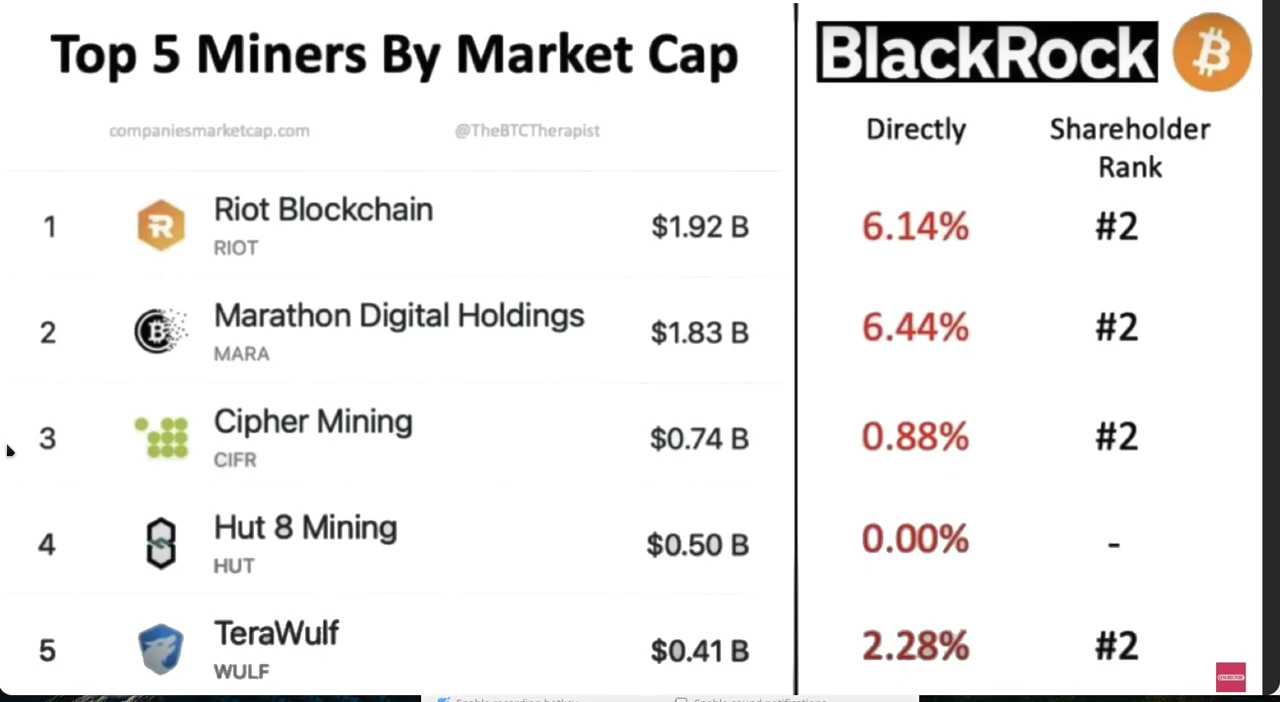 Top 5 Miners By Market Cap
BlackRock
companiesmarketcap.com @TheBTCTherapist
Directly Shareholder
Rank
1 Riot Blockchain $1.92 B 6.14% #2
RIOT
2 Marathon Digital Holdings $1.83 B 6.44% #2
MARA
3 Cipher Mining $0.74 B 0.88% #2
CIFR
4 Hut 8 Mining $0.50 B 0.00% -
HUT
5 TeraWulf $0.41 B 2.28% #2
WULF